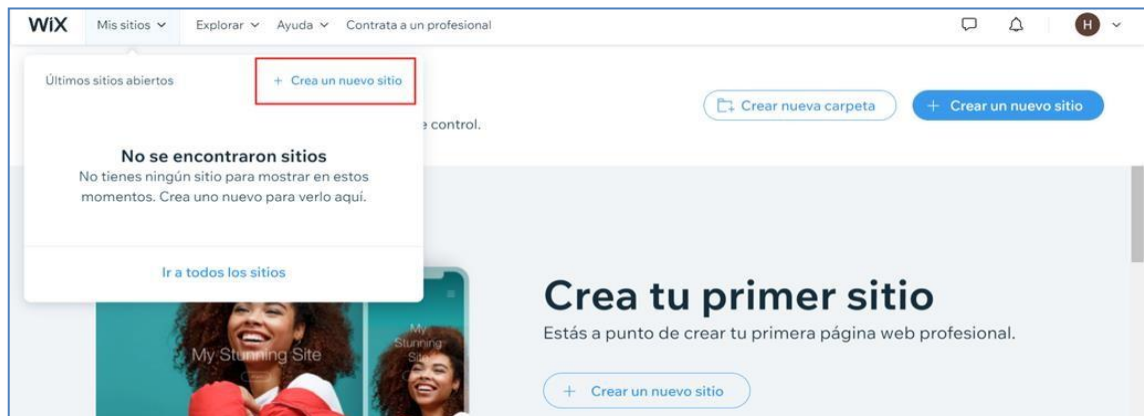 WiX
Mis sitios
Explorar
Ayuda
Contrata a un profesional
H
Últimos sitios abiertos
+ Crea un nuevo sitio
Crear nueva carpeta
+ Crear un nuevo sitio
e control.
No se encontraron sitios
No tienes ningún sitio para mostrar en estos
momentos. Crea uno nuevo para verlo aquí.
Ir a todos los sitios
Crea tu primer sitio
Estás a punto de crear tu primera página web profesional.
My Stunning Site
My
Stunning
Site
+ Crear un nuevo sitio